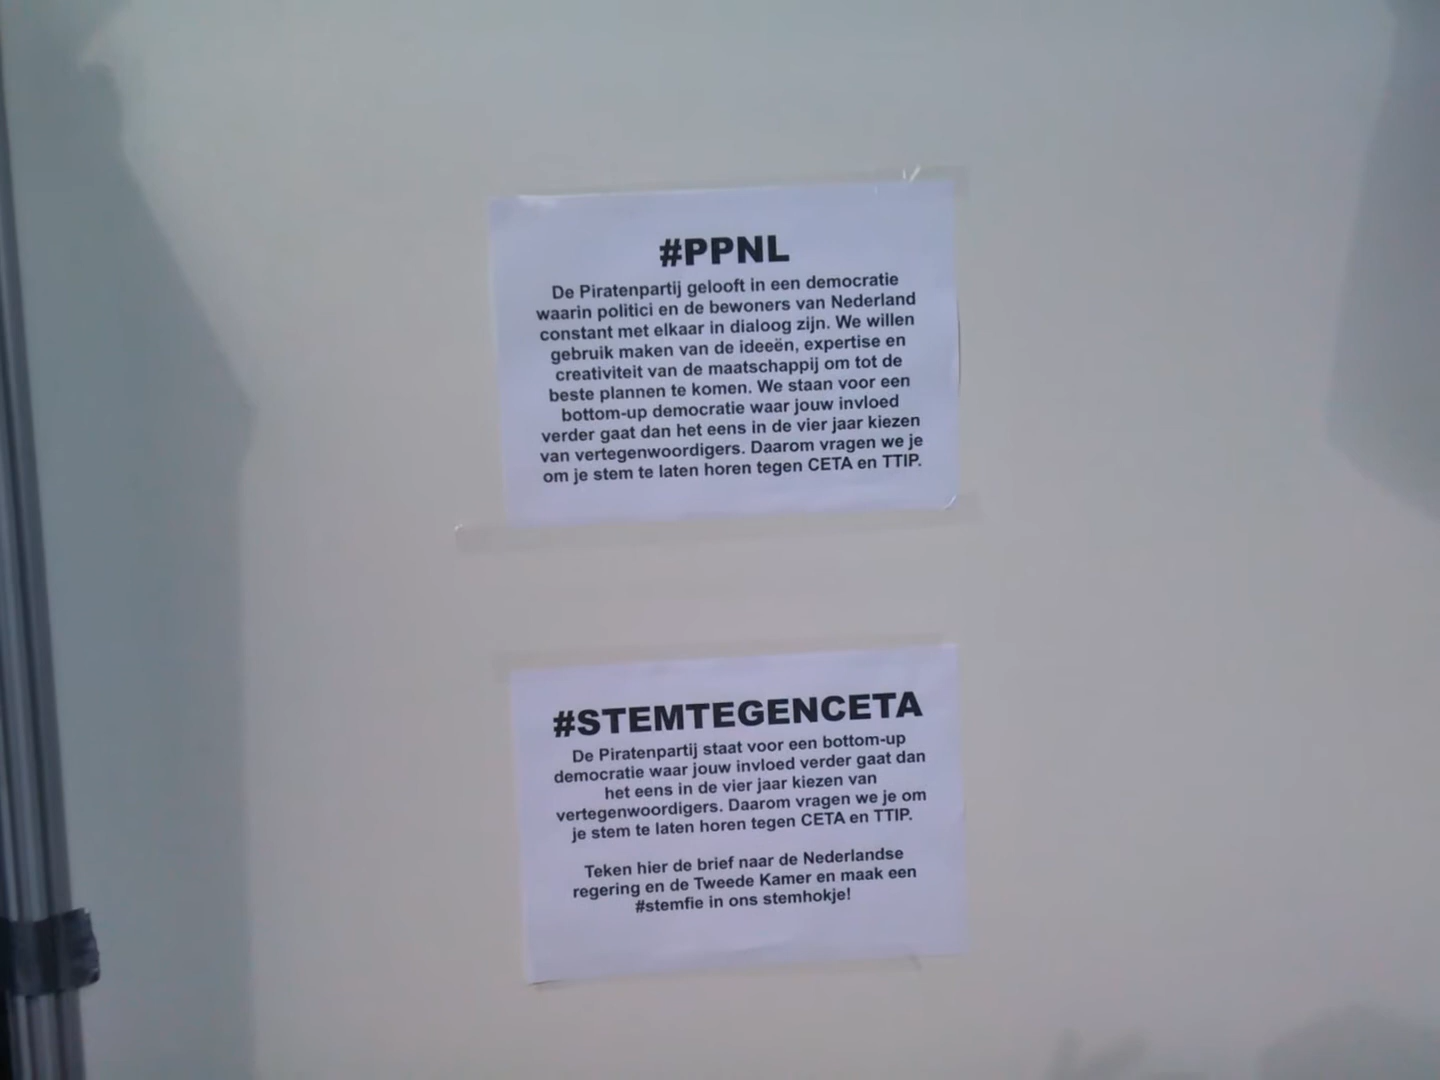 #PPNL
De Piratenpartij gelooft in een democratie
waarin politici en de bewoners van Nederland
constant met elkaar in dialoog zijn. We willen
gebruik maken van de ideeën, expertise en
creativiteit van de maatschappij om tot de
beste plannen te komen. We staan voor een
bottom-up democratie waar jouw invloed
verder gaat dan het eens in de vier jaar kiezen
van vertegenwoordigers. Daarom vragen we je
om je stem te laten horen tegen CETA en TTIP.
#STEMTEGENCETA
De Piratenpartij staat voor een bottom-up
democratie waar jouw invloed verder gaat dan
het eens in de vier jaar kiezen van
vertegenwoordigers. Daarom vragen we je om
je stem te laten horen tegen CETA en TTIP.
Teken hier de brief naar de Nederlandse
regering en de Tweede Kamer en maak een
#stemfie in ons stemhokje!